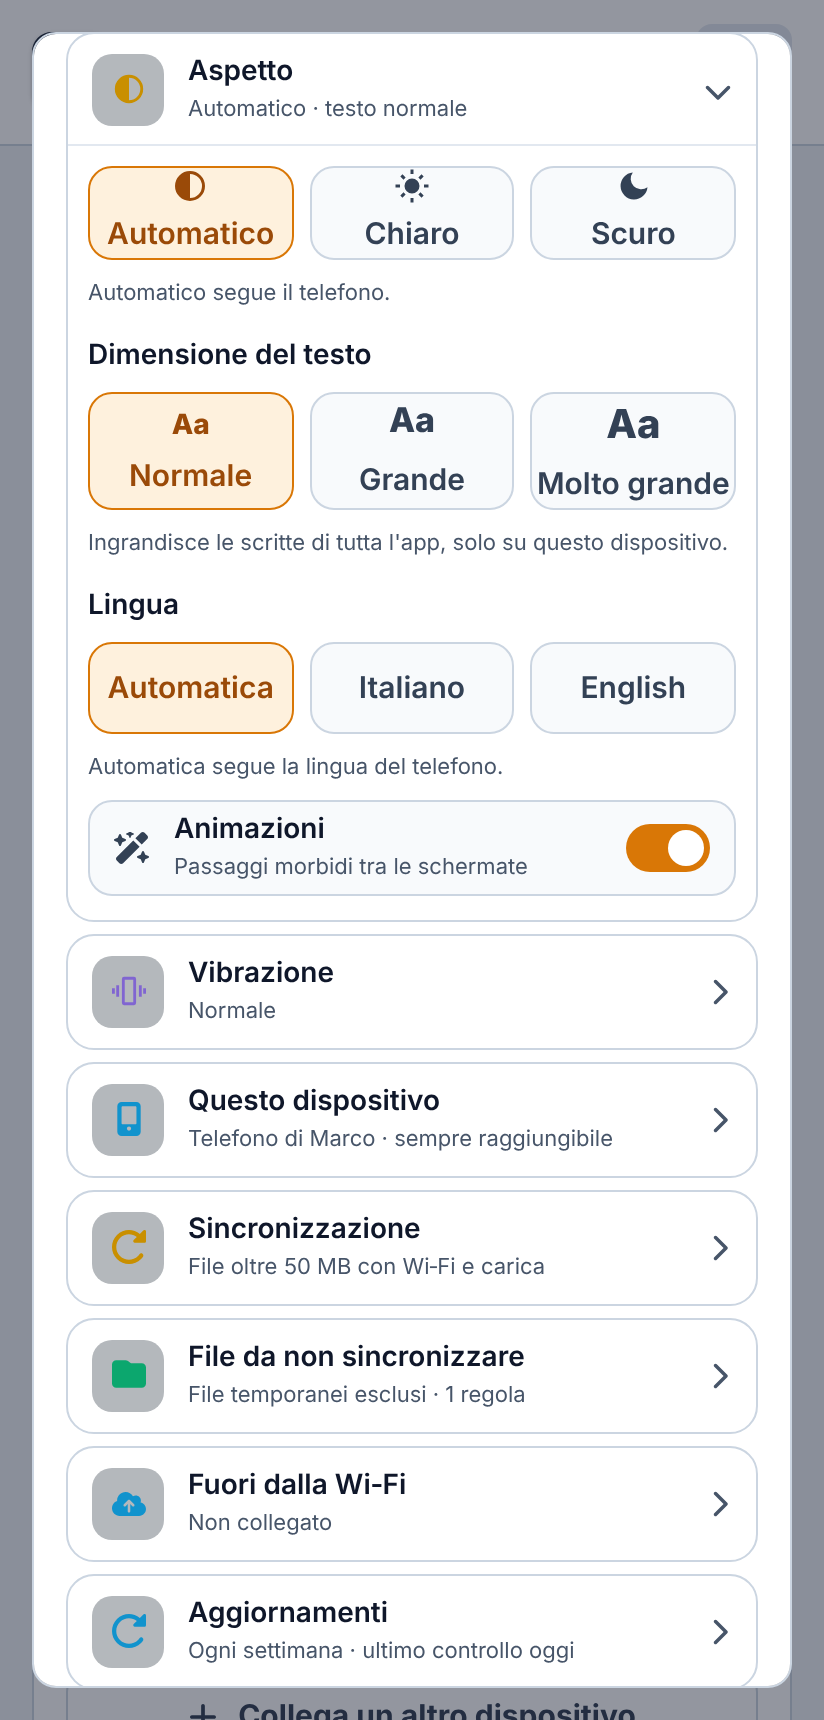 Aspetto
Automatico · testo normale
Automatico
Chiaro
Scuro
Automatico segue il telefono.
Dimensione del testo
Aa
Aa
Aa
Normale
Grande
Molto grande
Ingrandisce le scritte di tutta l'app, solo su questo dispositivo.
Lingua
Automatica
Italiano
English
Automatica segue la lingua del telefono.
Animazioni
Passaggi morbidi tra le schermate
Vibrazione
Normale
Questo dispositivo
Telefono di Marco · sempre raggiungibile
Sincronizzazione
File oltre 50 MB con Wi-Fi e carica
File da non sincronizzare
File temporanei esclusi · 1 regola
Fuori dalla Wi-Fi
Non collegato
Aggiornamenti
Ogni settimana · ultimo controllo oggi
Collega un altro dispositivo